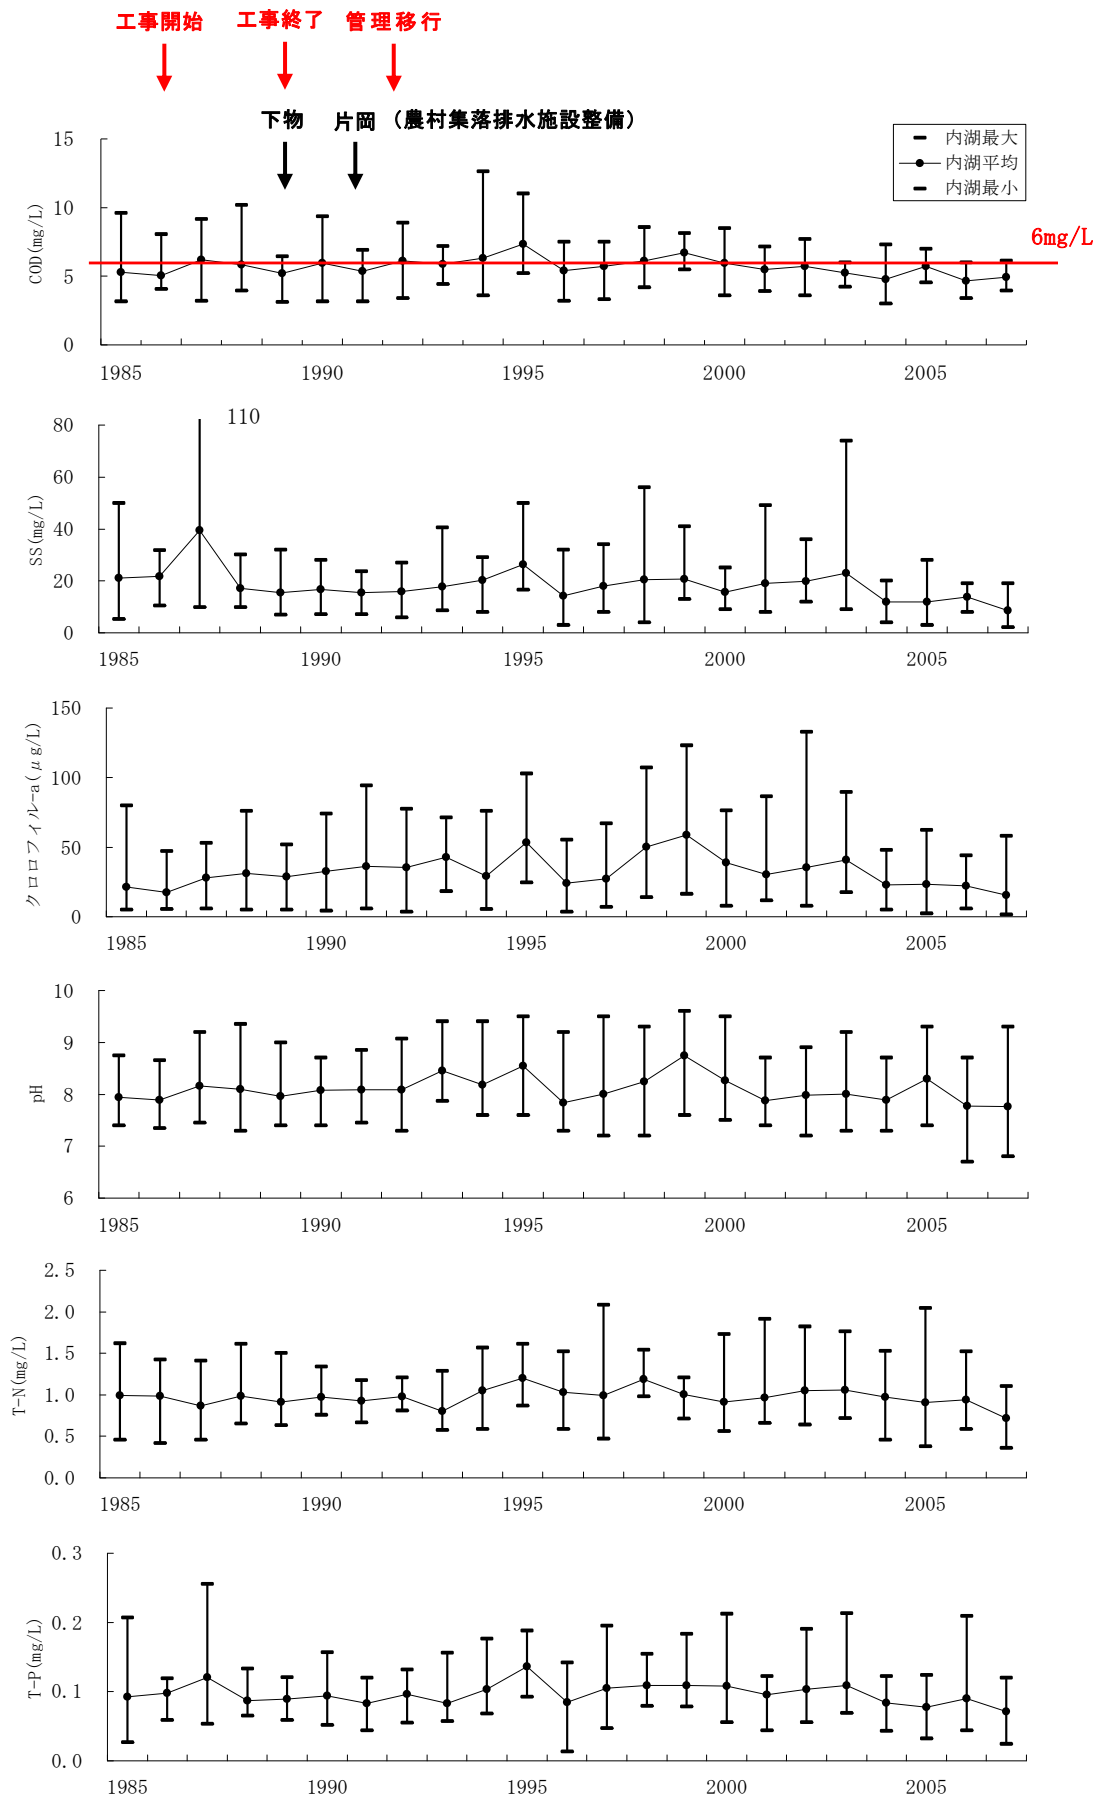 工事開始 工事終了 管理移行
下物 片岡 (農村集落排水施設整備)
内湖最大
内湖平均
内湖最小
6mg/L
COD(mg/L)
15
10
5
0
1985 1990 1995 2000 2005
110
SS(mg/L)
80
60
40
20
0
1985 1990 1995 2000 2005
クロロフィル-a(μg/L)
150
100
50
0
1985 1990 1995 2000 2005
pH
10
9
8
7
6
1985 1990 1995 2000 2005
T-N(mg/L)
2.5
2.0
1.5
1.0
0.5
0.0
1985 1990 1995 2000 2005
T-P(mg/L)
0.3
0.2
0.1
0.0
1985 1990 1995 2000 2005